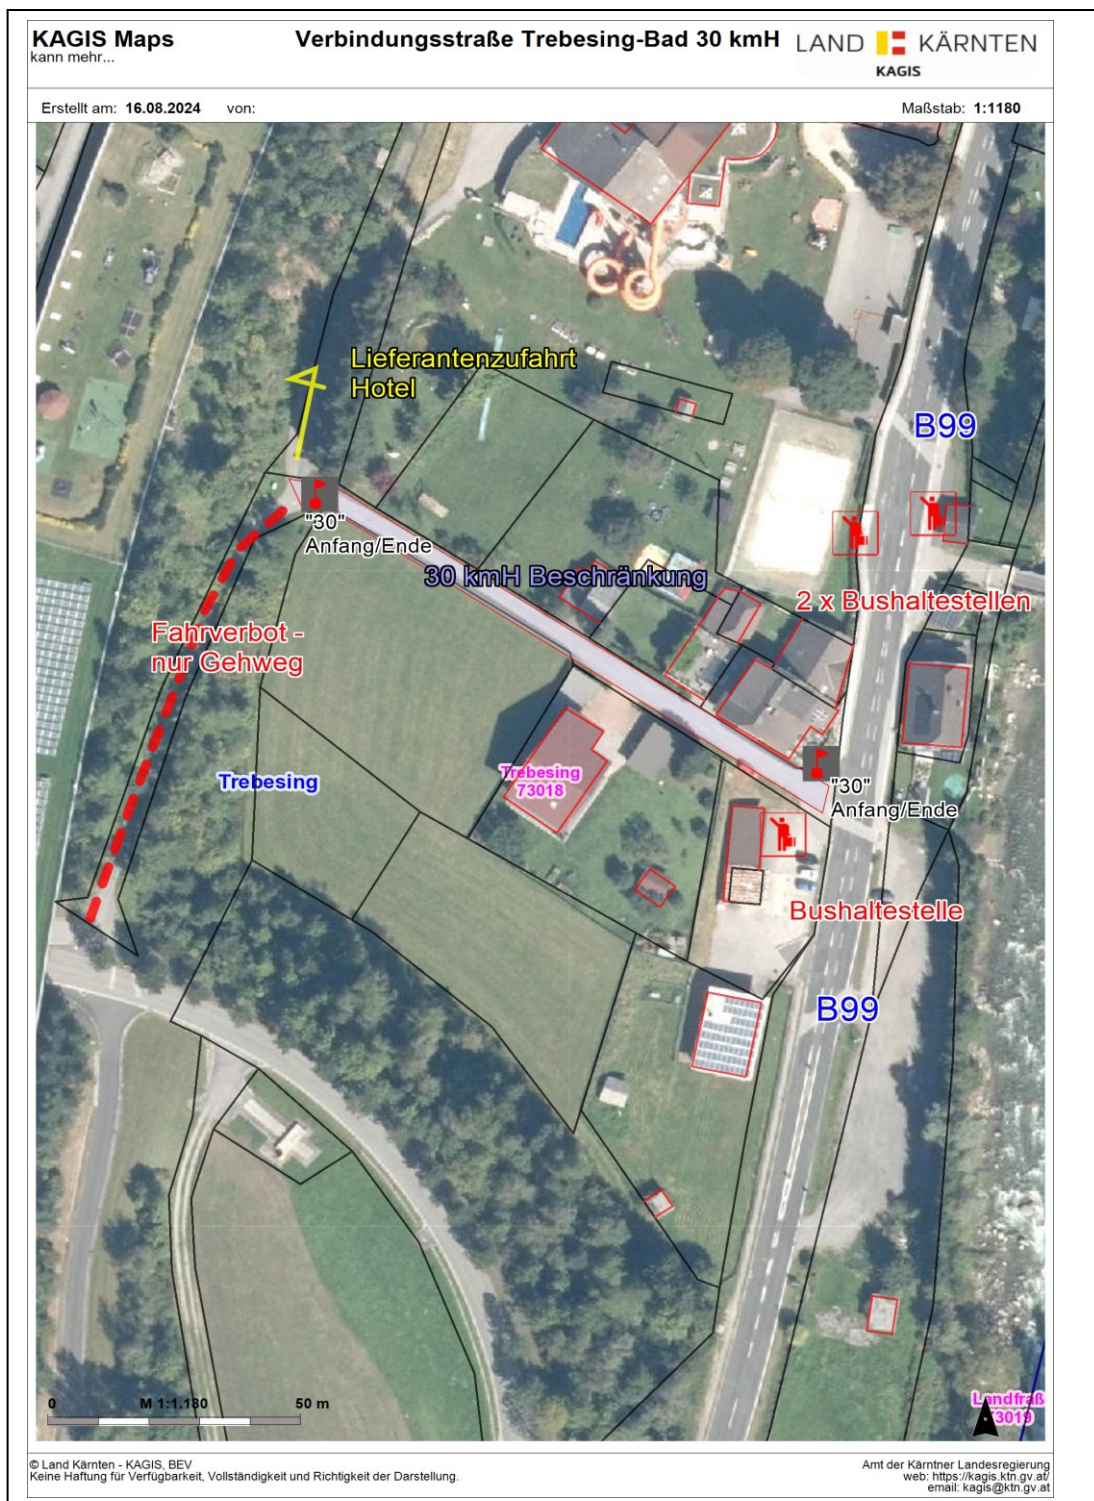 KAGIS Maps
kann mehr...
Verbindungsstraße Trebesing-Bad 30 kmH
LAND KÄRNTEN
KAGIS
Erstellt am: 16.08.2024 von:
Maßstab: 1:1180
Lieferantenzufahrt
Hotel
B99
"30"
Anfang/Ende
30 kmH Beschränkung
2 x Bushaltestellen
Fahrverbot -
nur Gehweg
Trebesing
Trebesing
73018
"30"
Anfang/Ende
Bushaltestelle
B99
0 M 1:1.180 50 m
Landfraß
73019
© Land Kärnten - KAGIS, BEV
Keine Haftung für Verfügbarkeit, Vollständigkeit und Richtigkeit der Darstellung.
Amt der Kärntner Landesregierung
web: https://kagis.ktn.gv.at/
email: kagis@ktn.gv.at